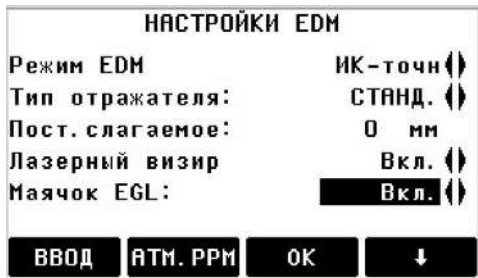 НАСТРОЙКИ EDM
Режим EDM ИК-точн
Тип отражателя: СТАНД.
Пост.слагаемое: 0 мм
Лазерный визир Вкл.
Маячок EGL: Вкл.
ВВОД АТМ.PPM ОК ↓